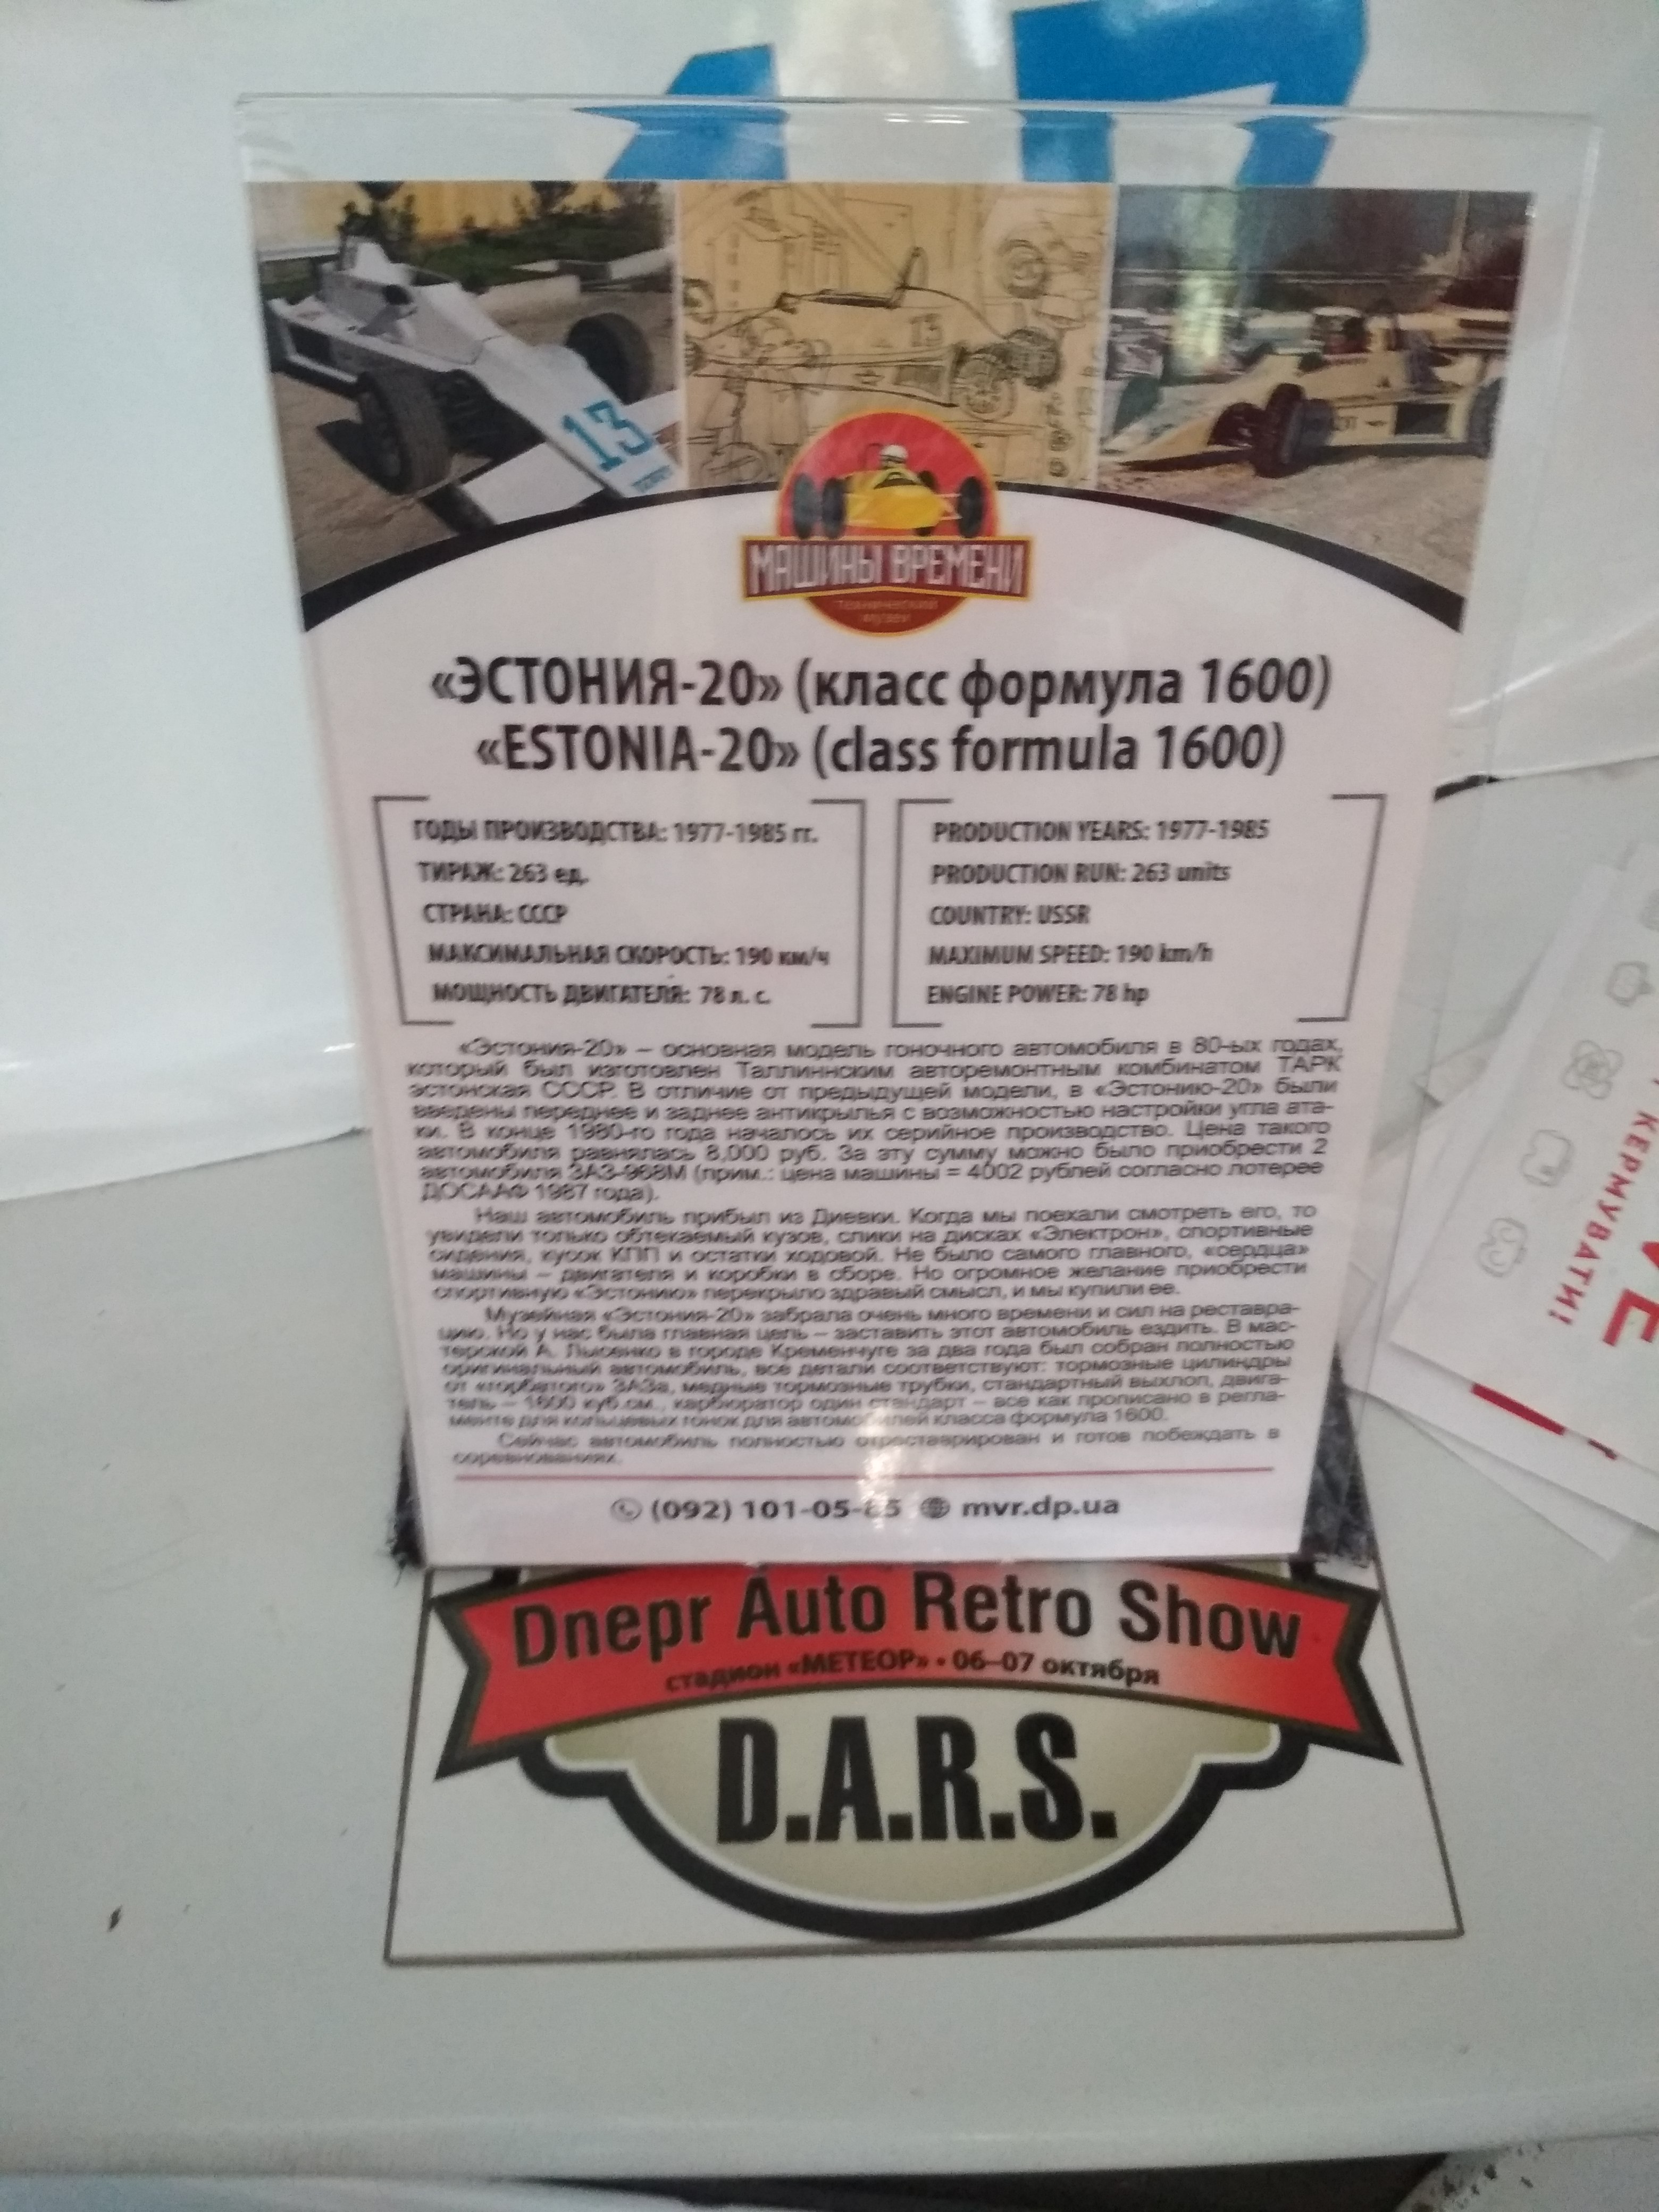 13
МАШИНЫ ВРЕМЕНИ
технический
музей
«ЭСТОНИЯ-20» (класс формула 1600)
«ESTONIA-20» (class formula 1600)
ГОДЫ ПРОИЗВОДСТВА: 1977-1985 гг.
ТИРАЖ: 263 ед.
СТРАНА: СССР
МАКСИМАЛЬНАЯ СКОРОСТЬ: 190 км/ч
МОЩНОСТЬ ДВИГАТЕЛЯ: 78 л. с.
PRODUCTION YEARS: 1977-1985
PRODUCTION RUN: 263 units
COUNTRY: USSR
MAXIMUM SPEED: 190 km/h
ENGINE POWER: 78 hp
«Эстония-20» – основная модель гоночного автомобиля в 80-ых годах,
который был изготовлен Таллиннским авторемонтным комбинатом ТАРК
эстонская СССР. В отличие от предыдущей модели, в «Эстонию-20» были
введены переднее и заднее антикрылья с возможностью настройки угла ата-
ки. В конце 1980-го года началось их серийное производство. Цена такого
автомобиля равнялась 8,000 руб. За эту сумму можно было приобрести 2
автомобиля ЗАЗ-968М (прим.: цена машины = 4002 рублей согласно лотерее
ДОСААФ 1987 года).
Наш автомобиль прибыл из Диевки. Когда мы поехали смотреть его, то
увидели только обтекаемый кузов, слики на дисках «Электрон», спортивные
сидения, кусок КПП и остатки ходовой. Не было самого главного, «сердца»
машины – двигателя и коробки в сборе. Но огромное желание приобрести
спортивную «Эстонию» перекрыло здравый смысл, и мы купили ее.
Музейная «Эстония-20» забрала очень много времени и сил на реставра-
цию. Но у нас была главная цель – заставить этот автомобиль ездить. В мас-
терской А. Лысенко в городе Кременчуге за два года был собран полностью
оригинальный автомобиль, все детали соответствуют: тормозные цилиндры
от «горбатого» ЗАЗа, медные тормозные трубки, стандартный выхлоп, двига-
тель – 1600 куб.см., карбюратор один стандарт – все как прописано в регла-
менте для кольцевых гонок для автомобилей класса формула 1600.
Сейчас автомобиль полностью отреставрирован и готов побеждать в
соревнованиях.
(092) 101-05-85 mvr.dp.ua
Dnepr Auto Retro Show
стадион «МЕТЕОР» • 06–07 октября
D.A.R.S.
КЕРМУВАТИ!